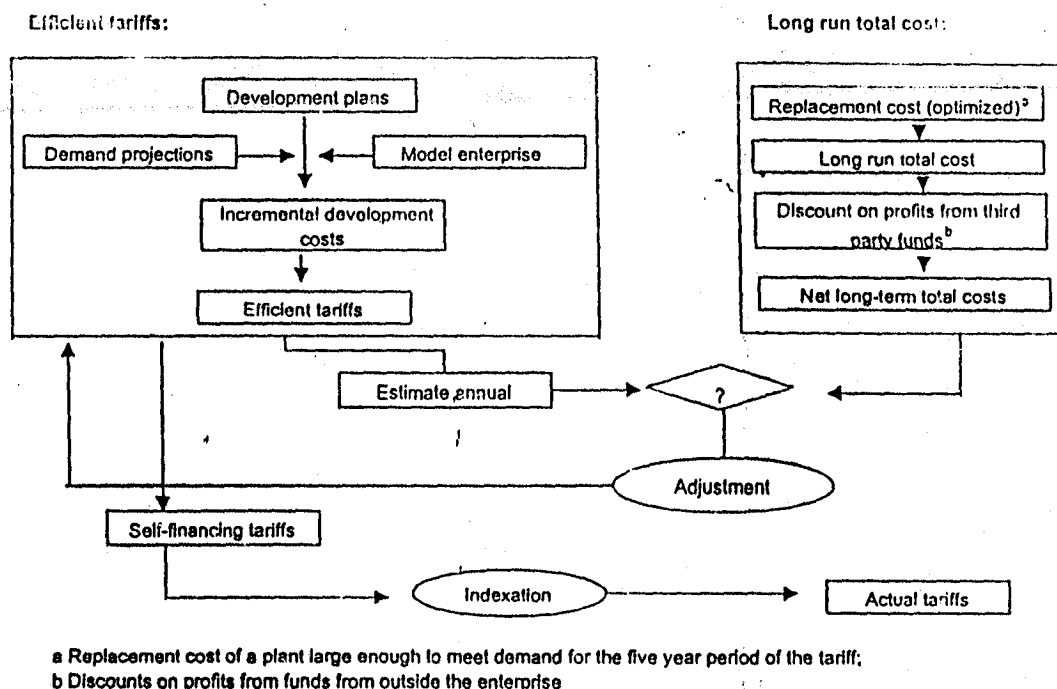 Efficient tariffs:
Long run total cost:
Development plans
Demand projections
Model enterprise
Incremental development
costs
Efficient tariffs
Replacement cost (optimized)a
Long run total cost
Discount on profits from third
party fundsb
Net long-term total costs
Estimate annual
?
Adjustment
Self-financing tariffs
Indexation
Actual tariffs
a Replacement cost of a plant large enough to meet demand for the five year period of the tariff;
b Discounts on profits from funds from outside the enterprise